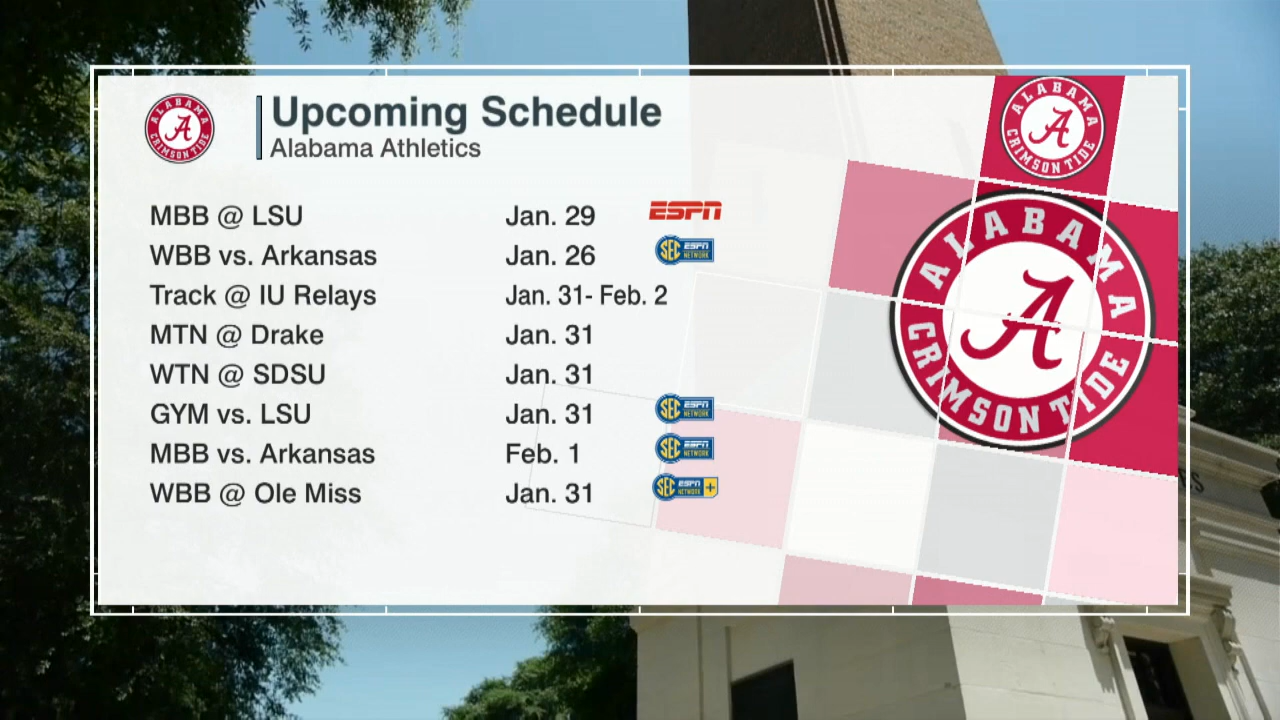 Upcoming Schedule
Alabama Athletics
ALABAMA
CRIMSON TIDE
ALABAMA
CRIMSON TIDE
ALABAMA
CRIMSON TIDE
MBB @ LSU Jan. 29 ESPN
WBB vs. Arkansas Jan. 26 SEC ESPN NETWORK
Track @ IU Relays Jan. 31- Feb. 2
MTN @ Drake Jan. 31
WTN @ SDSU Jan. 31
GYM vs. LSU Jan. 31 SEC ESPN NETWORK
MBB vs. Arkansas Feb. 1 SEC ESPN NETWORK
WBB @ Ole Miss Jan. 31 SEC ESPN NETWORK +